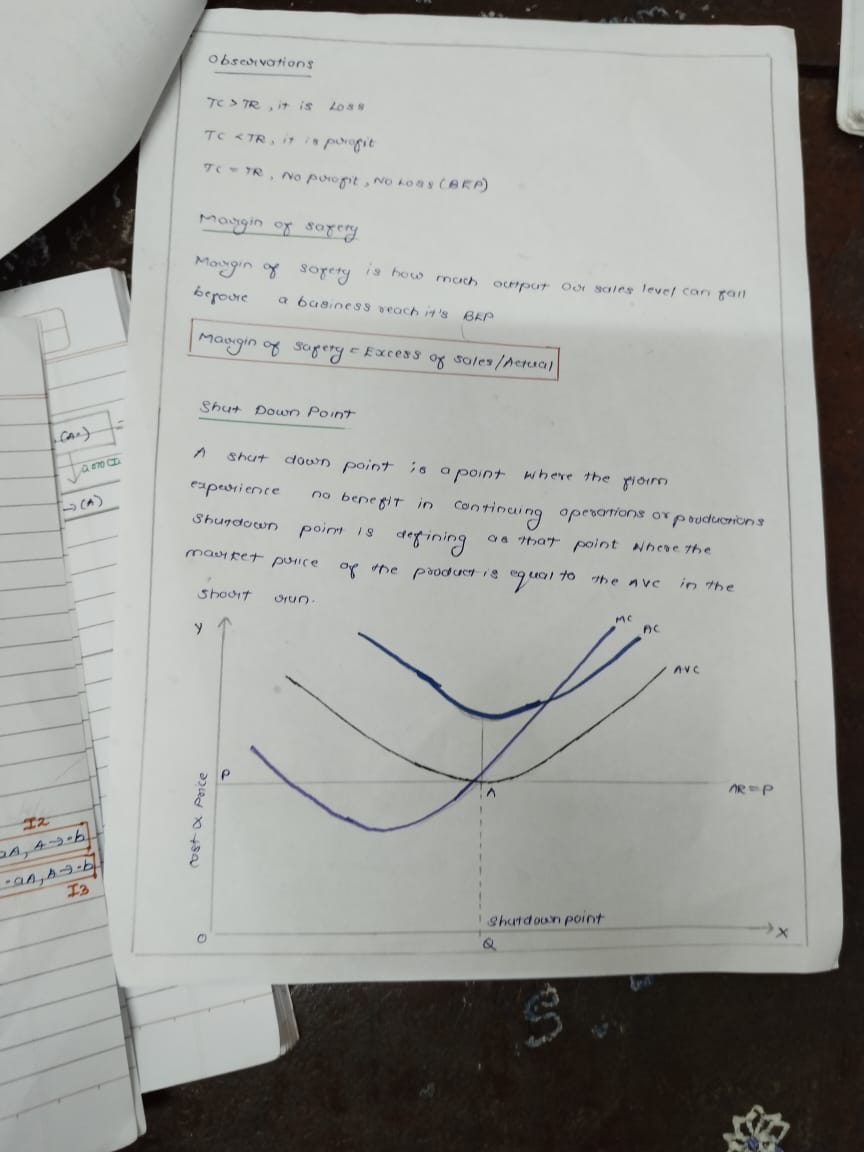 Observations
TC > TR, it is Loss
TC < TR, it is profit
TC = TR, No profit, No Loss (BEP)
Margin of safety
Margin of sofety is how much output our sales level can fall
before a business reach it's BEP
Margin of safety = Excess of sales/Actual
Shut Down Point
A shut down point is a point where the firm
experience no benefit in continuing operations or productions
Shutdown point is defining as that point where the
market price of the product is equal to the AVC in the
short run.
Y
MC
AC
AVC
P
A
AR=P
cost & Price
Shutdown point
O
Q
X
(A)
I2
A, A→·b
·aA, A→·b
I3
S